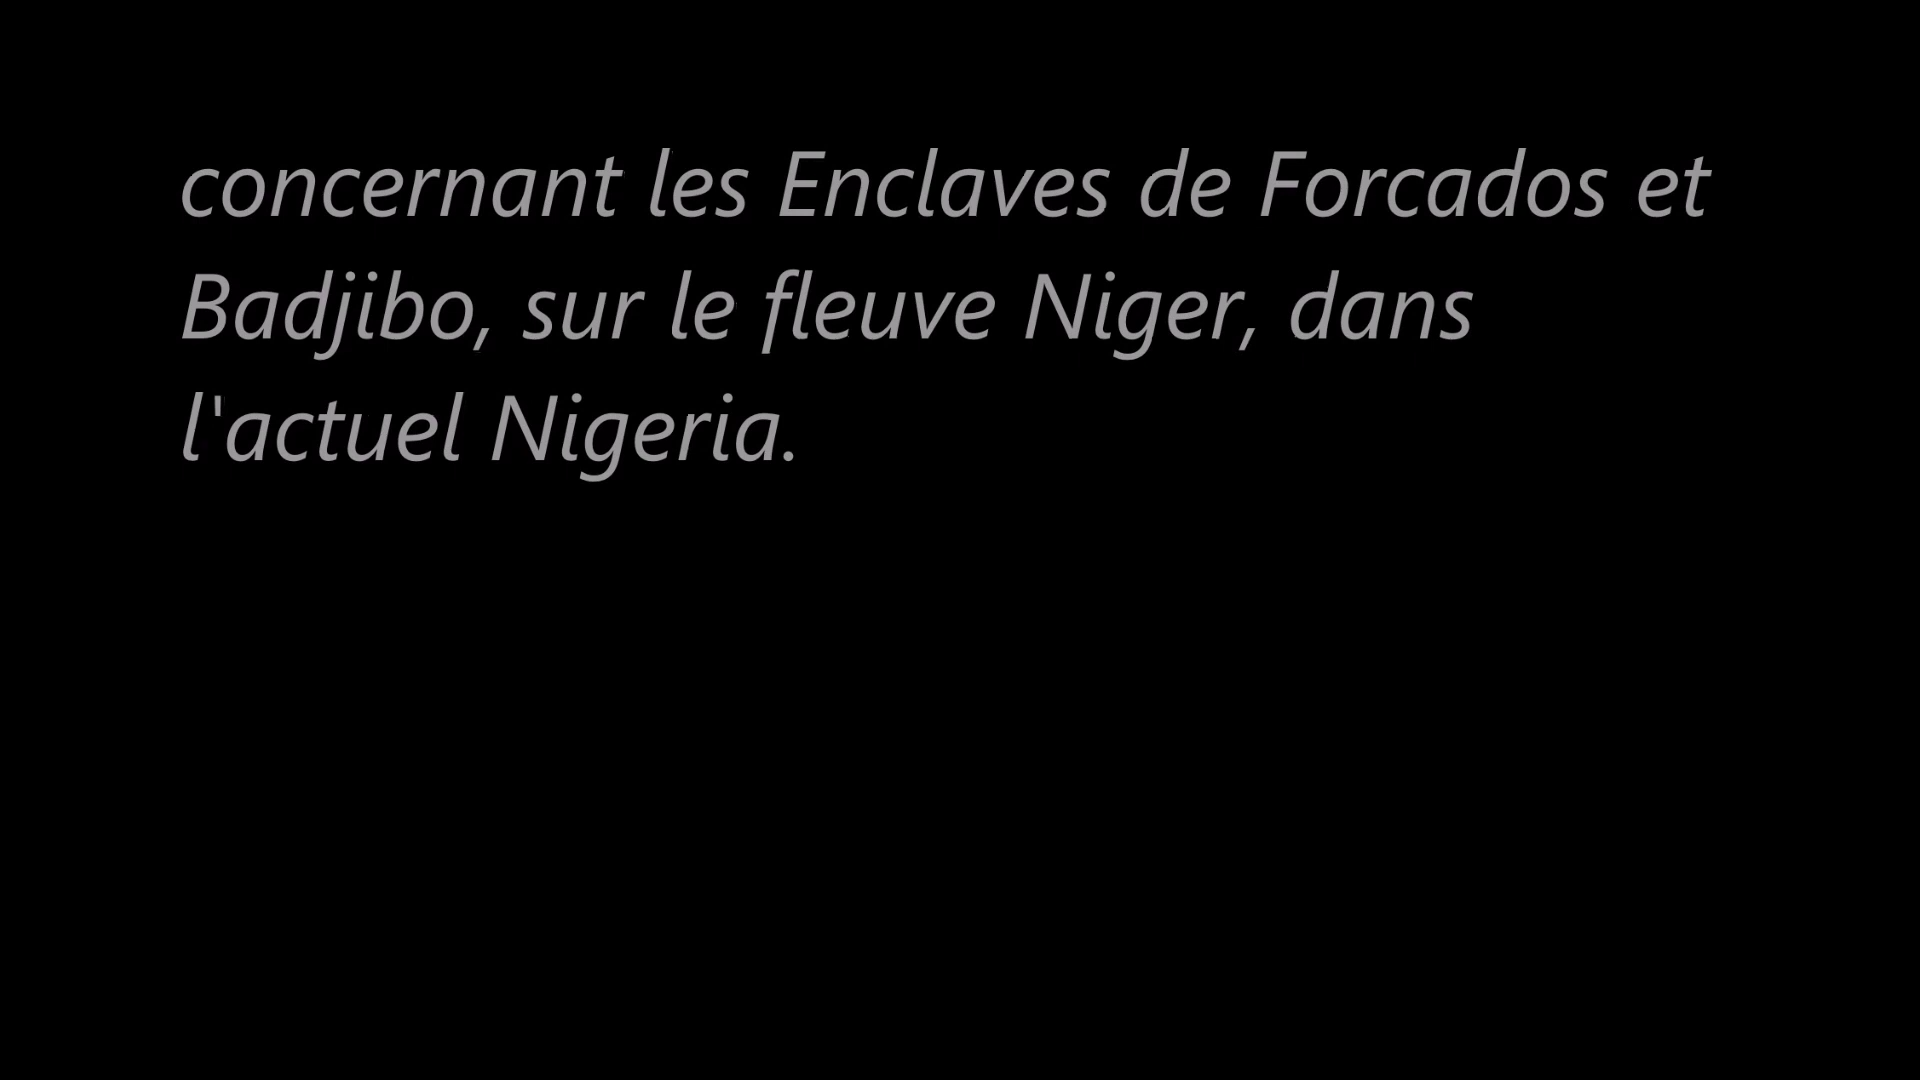 concernant les Enclaves de Forcados et
Badjibo, sur le fleuve Niger, dans
l'actuel Nigeria.